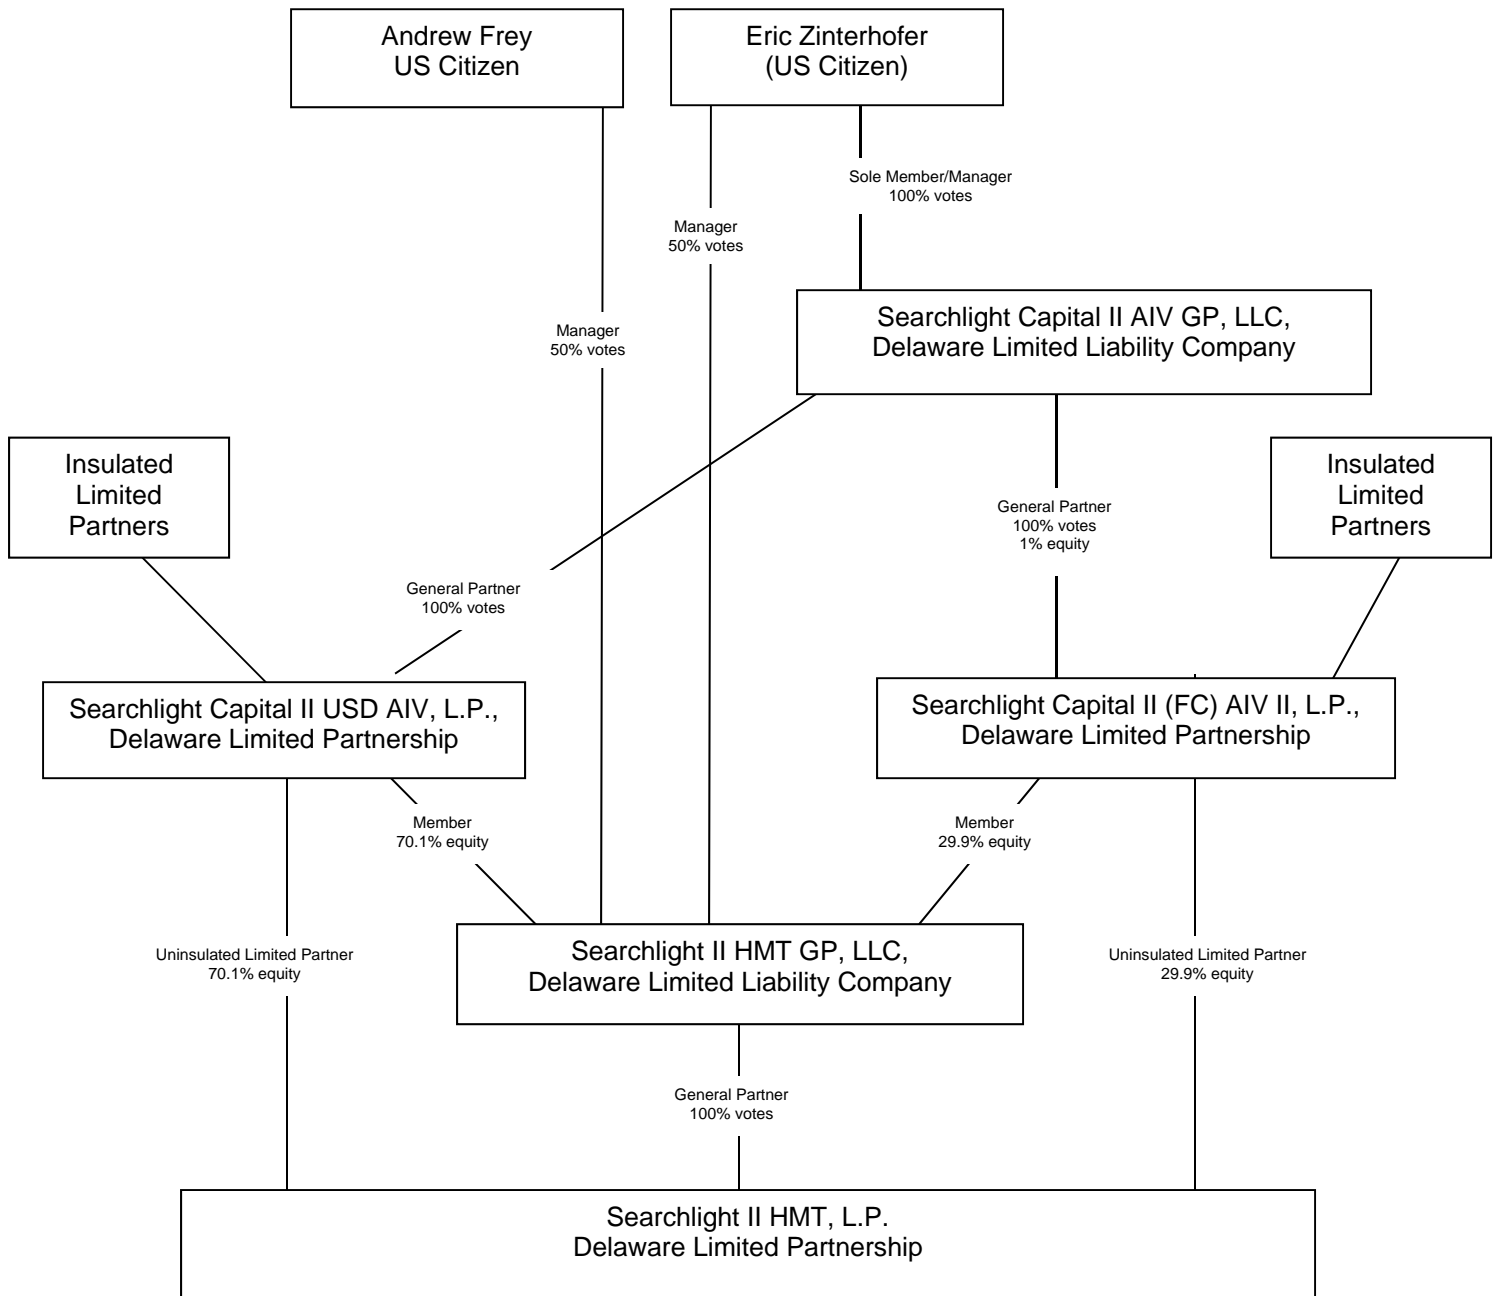 Andrew Frey
US Citizen
Eric Zinterhofer
(US Citizen)
Sole Member/Manager
100% votes
Manager
50% votes
Manager
50% votes
Searchlight Capital II AIV GP, LLC,
Delaware Limited Liability Company
Insulated
Limited
Partners
Insulated
Limited
Partners
General Partner
100% votes
1% equity
General Partner
100% votes
Searchlight Capital II USD AIV, L.P.,
Delaware Limited Partnership
Searchlight Capital II (FC) AIV II, L.P.,
Delaware Limited Partnership
Member
70.1% equity
Member
29.9% equity
Uninsulated Limited Partner
70.1% equity
Searchlight II HMT GP, LLC,
Delaware Limited Liability Company
Uninsulated Limited Partner
29.9% equity
General Partner
100% votes
Searchlight II HMT, L.P.
Delaware Limited Partnership